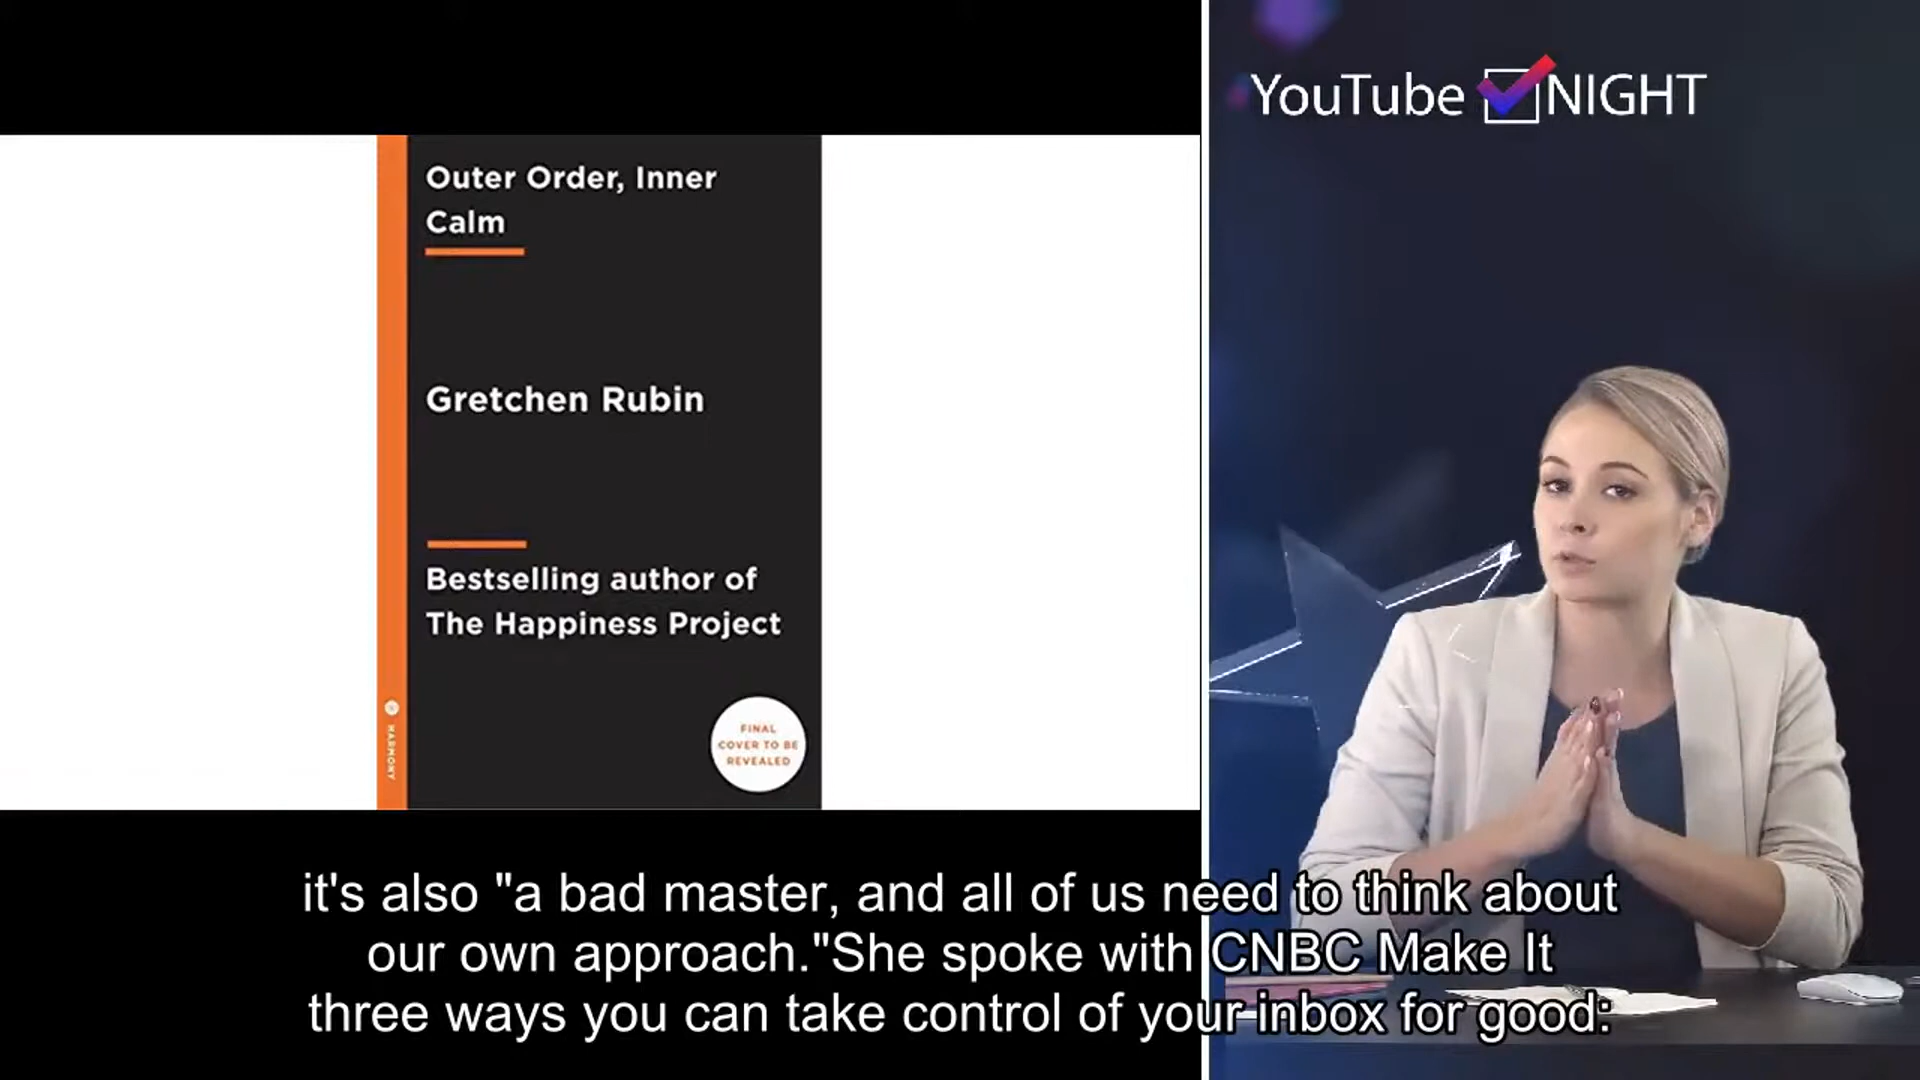 YouTube NIGHT
Outer Order, Inner
Calm
Gretchen Rubin
Bestselling author of
The Happiness Project
HARMONY
FINAL
COVER TO BE
REVEALED
it's also "a bad master, and all of us need to think about
our own approach."She spoke with CNBC Make It
three ways you can take control of your inbox for good: